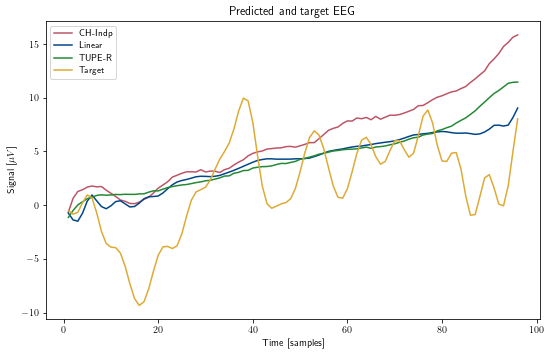 Predicted and target EEG
CH-Indp
Linear
TUPE-R
Target
Signal [μV]
15
10
5
0
−5
−10
0
20
40
60
80
100
Time [samples]